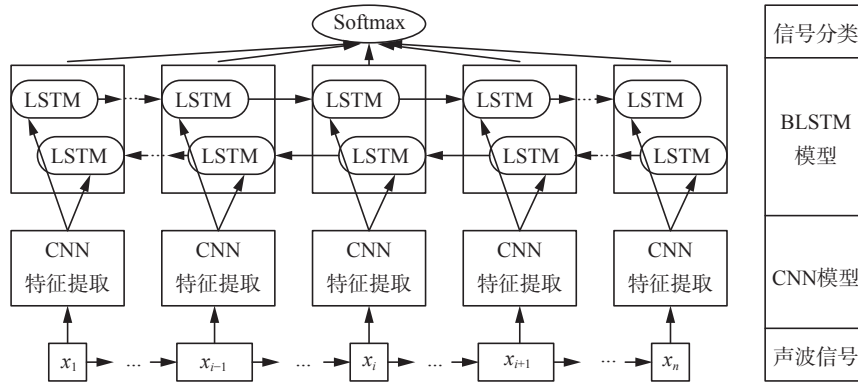 Softmax
信号分类
LSTM ... LSTM LSTM LSTM ... LSTM
BLSTM
模型
LSTM ... LSTM LSTM LSTM ... LSTM
CNN CNN CNN CNN CNN
特征提取 特征提取 特征提取 特征提取 特征提取
CNN模型
x1 ... xi−1 ... xi ... xi+1 ... xn
声波信号